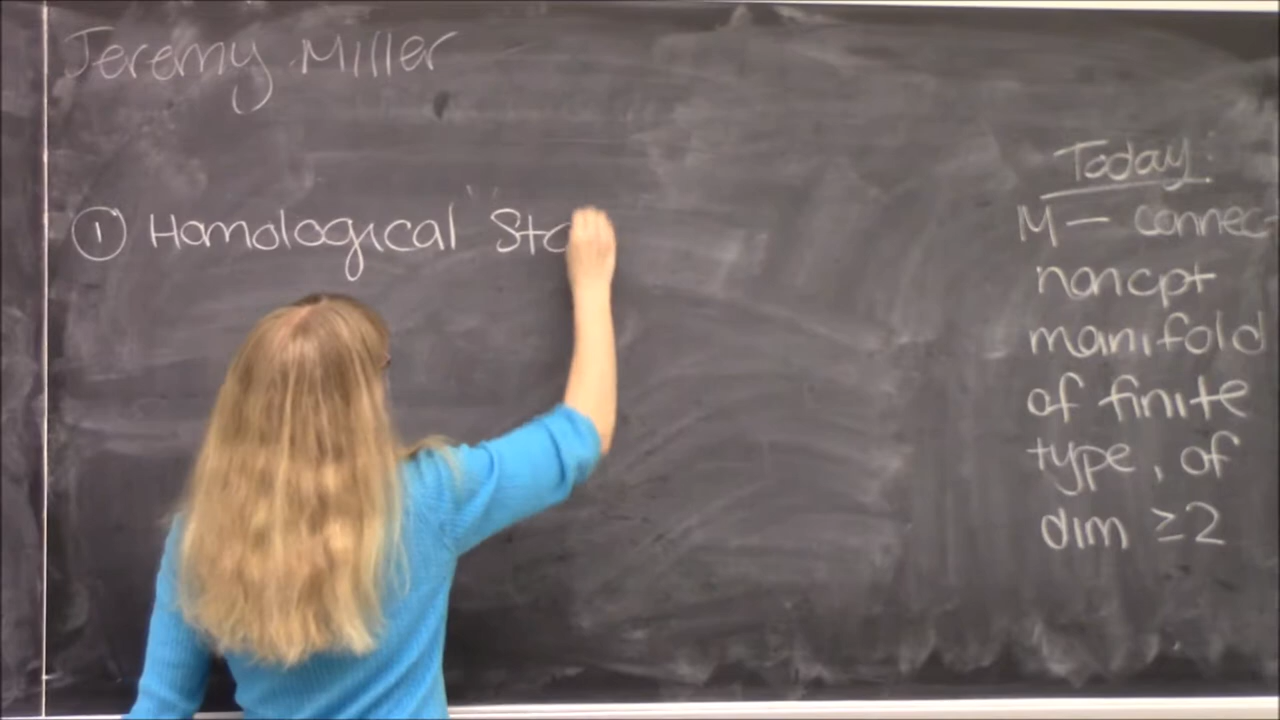 Jeremy Miller
① Homological Sta
Today:
M — connec-
noncpt
manifold
of finite
type, of
dim ≥2